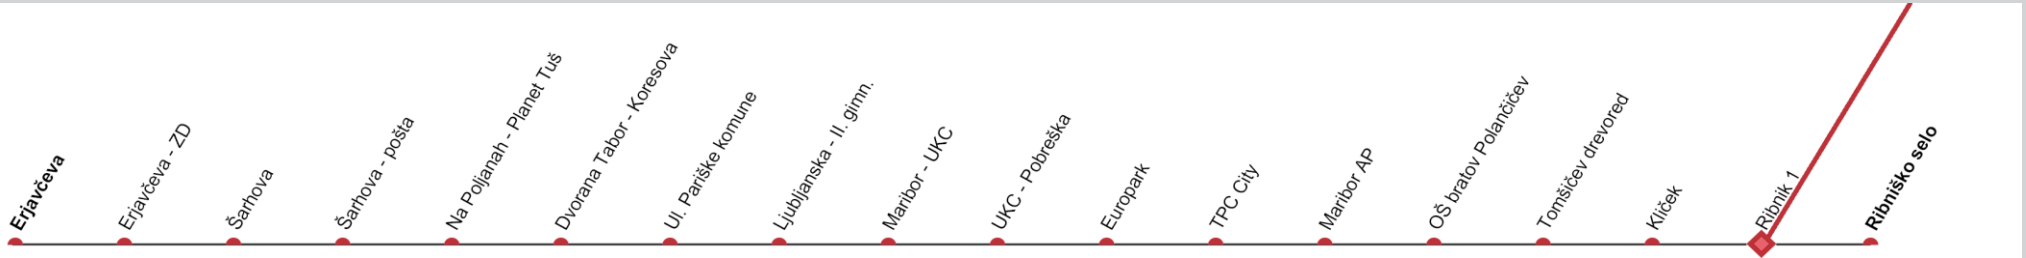 Erjavčeva
Erjavčeva - ZD
Šarhova
Šarhova - pošta
Na Poljanah - Planet Tuš
Dvorana Tabor - Koresova
Ul. Pariške komune
Ljubljanska - II. gimn.
Maribor - UKC
UKC - Pobreška
Europark
TPC City
Maribor AP
OŠ bratov Polančičev
Tomšičev drevored
Kliček
Ribnik 1
Ribniško selo